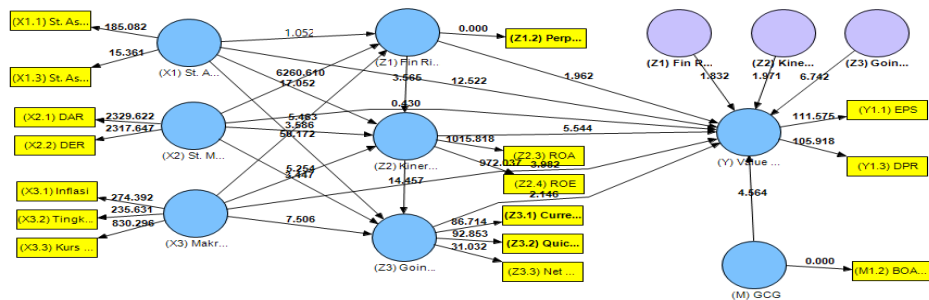 (X1.1) St. As...
185.082
15.361
(X1.3) St. As...
(X1) St. A...
1.052
(Z1) Fin Ri...
0.000
(Z1.2) Perp...
3.565
12.522
1.962
6260.610
17.052
(X2.1) DAR
2329.622
2317.647
(X2.2) DER
(X2) St. M...
5.483
3.586
58.172
0.430
5.544
1015.818
(Z2.3) ROA
972.037
(Z2.4) ROE
(Z2) Kiner...
3.982
(X3.1) Inflasi
274.392
(X3.2) Tingk...
235.631
(X3.3) Kurs ...
830.296
(X3) Makr...
5.254
3.447
14.457
7.506
2.146
(Z3) Goin...
86.714
(Z3.1) Curre...
92.853
(Z3.2) Quic...
31.032
(Z3.3) Net ...
(Z1) Fin R...
(Z2) Kine...
(Z3) Goin...
1.832
1.971
6.742
(Y) Value ...
111.575
(Y1.1) EPS
105.918
(Y1.3) DPR
4.564
0.000
(M1.2) BOA...
(M) GCG